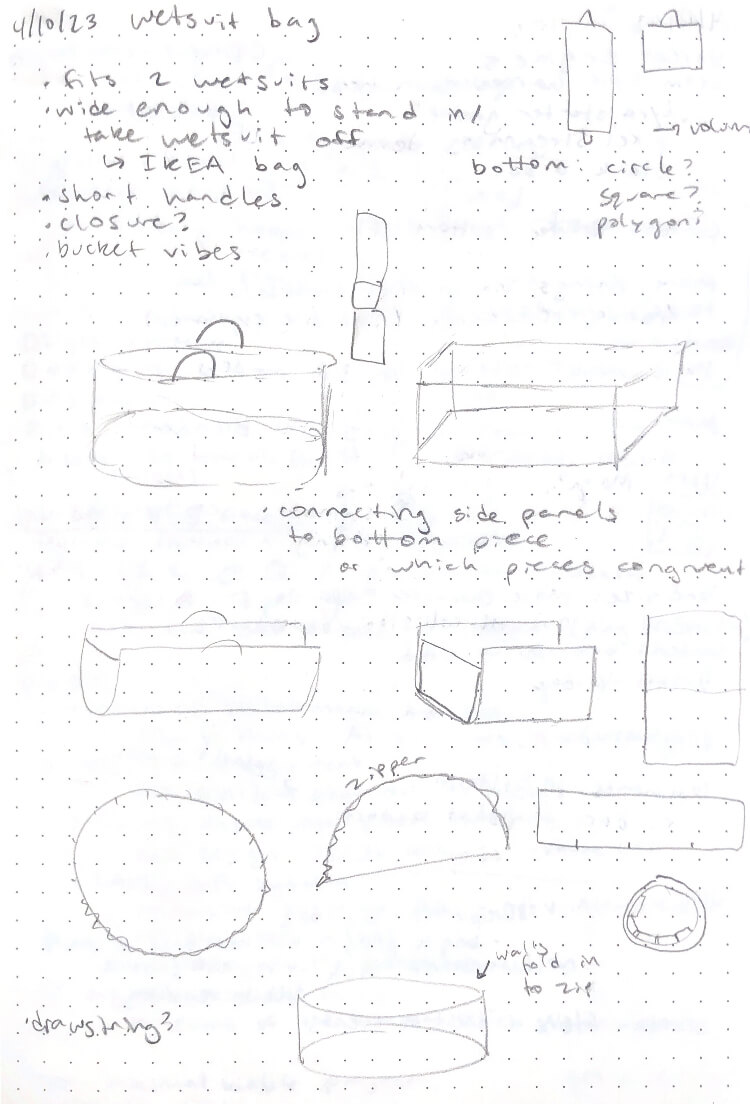 4/10/23 wetsuit bag
• fits 2 wetsuits
• wide enough to stand in/
take wetsuit off
↳ IKEA bag
• short handles
• closure?
• bucket vibes
→ volum
bottom: circle?
square?
polygon?
• connecting side panels
to bottom piece
or which pieces congruent
zipper
walls
fold in
to zip
• drawstring?